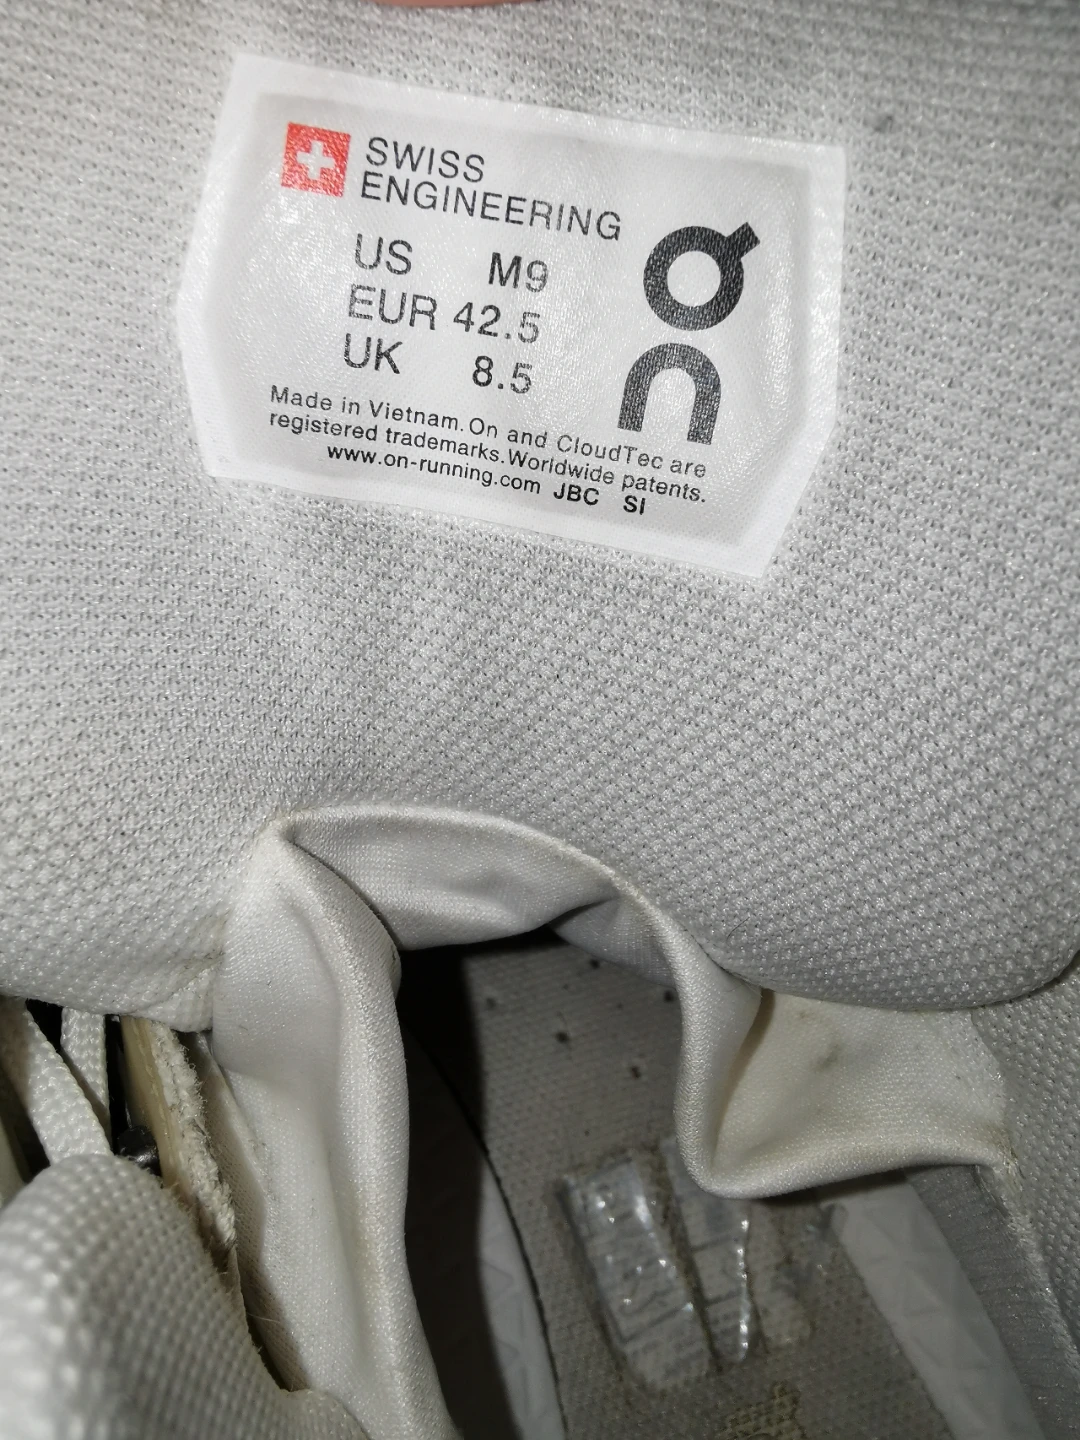 SWISS
ENGINEERING
US M9
EUR 42.5
UK 8.5
On
Made in Vietnam. On and CloudTec are
registered trademarks. Worldwide patents.
www.on-running.com JBC SI